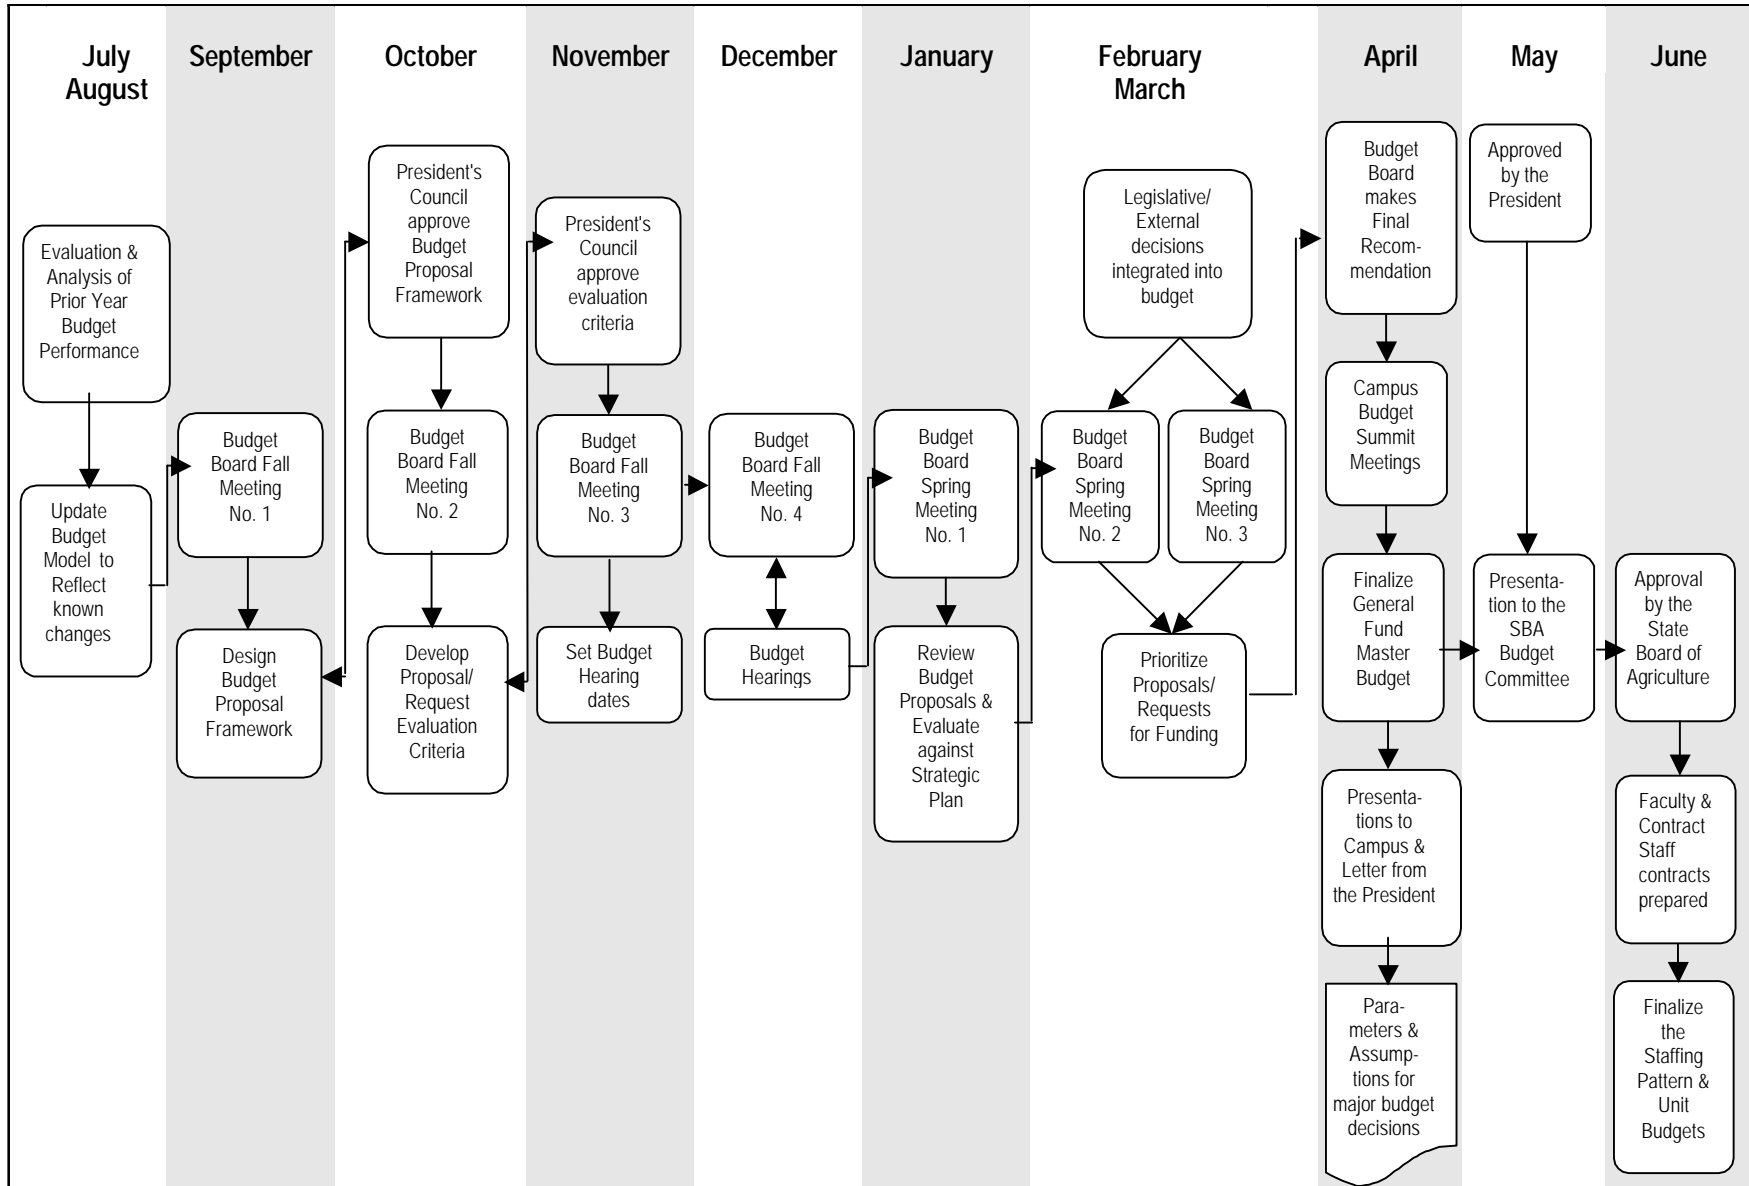 July
August
September
October
November
December
January
February
March
April
May
June
Evaluation &
Analysis of
Prior Year
Budget
Performance
Update
Budget
Model to
Reflect
known
changes
Budget
Board Fall
Meeting
No. 1
Design
Budget
Proposal
Framework
President's
Council
approve
Budget
Proposal
Framework
Budget
Board Fall
Meeting
No. 2
Develop
Proposal/
Request
Evaluation
Criteria
President's
Council
approve
evaluation
criteria
Budget
Board Fall
Meeting
No. 3
Set Budget
Hearing
dates
Budget
Board Fall
Meeting
No. 4
Budget
Hearings
Budget
Board
Spring
Meeting
No. 1
Review
Budget
Proposals &
Evaluate
against
Strategic
Plan
Legislative/
External
decisions
integrated into
budget
Budget
Board
Spring
Meeting
No. 2
Budget
Board
Spring
Meeting
No. 3
Prioritize
Proposals/
Requests
for Funding
Budget
Board
makes
Final
Recom-
mendation
Campus
Budget
Summit
Meetings
Finalize
General
Fund
Master
Budget
Presenta-
tions to
Campus &
Letter from
the President
Para-
meters &
Assump-
tions for
major budget
decisions
Approved
by the
President
Presenta-
tion to the
SBA
Budget
Committee
Approval
by the
State
Board of
Agriculture
Faculty &
Contract
Staff
contracts
prepared
Finalize
the
Staffing
Pattern &
Unit
Budgets